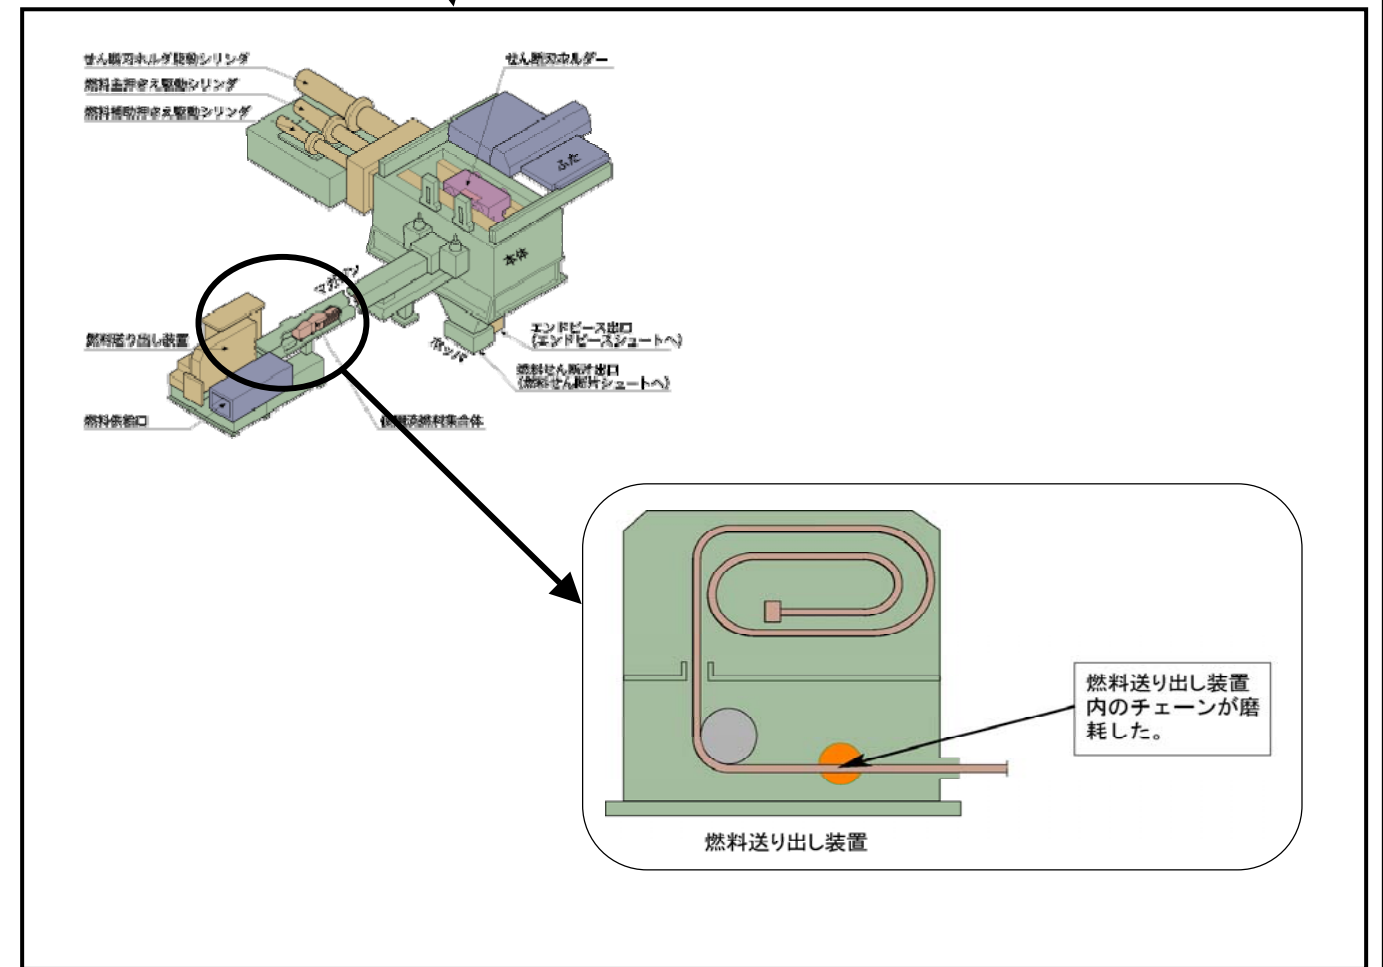 せん断刃ホルダ駆動シリンダ
燃料主押さえ駆動シリンダ
燃料補助押さえ駆動シリンダ
せん断刃ホルダー
ふた
本体
マガジン
燃料送り出し装置
エンドピース出口
(エンドピースシュートへ)
ホッパ
燃料せん断片出口
(燃料せん断片シュートへ)
燃料供給口
使用済燃料集合体
燃料送り出し装置
内のチェーンが磨
耗した。
燃料送り出し装置